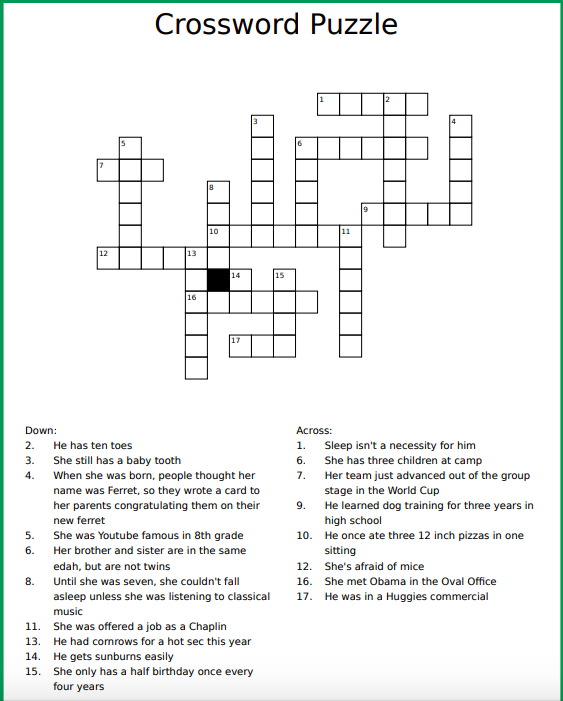 Crossword Puzzle
1
2
3
4
5
6
7
8
9
10
11
12
13
14
15
16
17
Down:
2. He has ten toes
3. She still has a baby tooth
4. When she was born, people thought her
name was Ferret, so they wrote a card to
her parents congratulating them on their
new ferret
5. She was Youtube famous in 8th grade
6. Her brother and sister are in the same
edah, but are not twins
8. Until she was seven, she couldn't fall
asleep unless she was listening to classical
music
11. She was offered a job as a Chaplin
13. He had cornrows for a hot sec this year
14. He gets sunburns easily
15. She only has a half birthday once every
four years
Across:
1. Sleep isn't a necessity for him
6. She has three children at camp
7. Her team just advanced out of the group
stage in the World Cup
9. He learned dog training for three years in
high school
10. He once ate three 12 inch pizzas in one
sitting
12. She's afraid of mice
16. She met Obama in the Oval Office
17. He was in a Huggies commercial